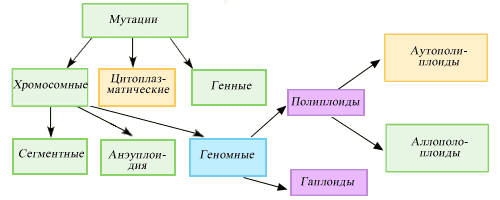 Мутации
Хромосомные
Цитоплаз-
матические
Генные
Полиплоиды
Аутополи-
плоиды
Сегментные
Анэуплои-
дия
Геномные
Гаплоиды
Аллополо-
плоиды